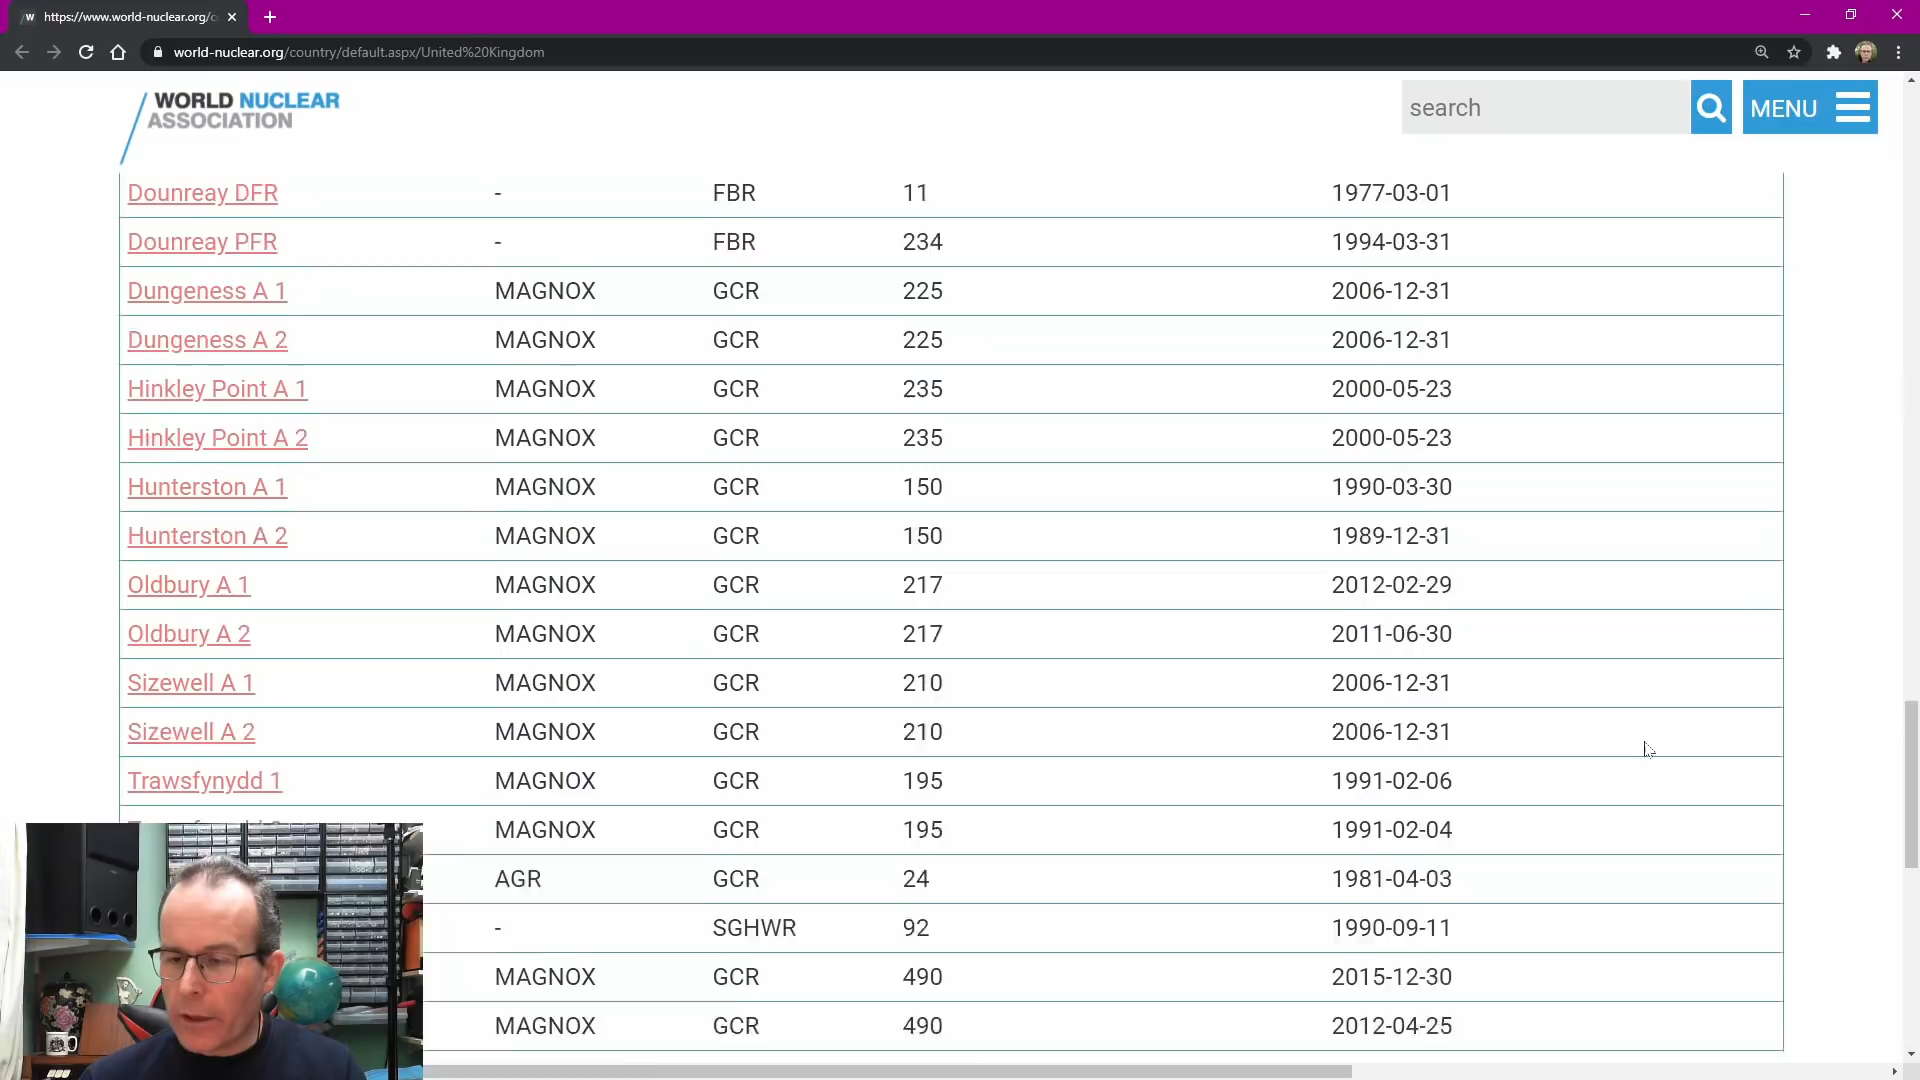 https://www.world-nuclear.org/c
world-nuclear.org/country/default.aspx/United%20Kingdom
WORLD NUCLEAR
ASSOCIATION
search
MENU
Dounreay DFR - FBR 11 1977-03-01
Dounreay PFR - FBR 234 1994-03-31
Dungeness A 1 MAGNOX GCR 225 2006-12-31
Dungeness A 2 MAGNOX GCR 225 2006-12-31
Hinkley Point A 1 MAGNOX GCR 235 2000-05-23
Hinkley Point A 2 MAGNOX GCR 235 2000-05-23
Hunterston A 1 MAGNOX GCR 150 1990-03-30
Hunterston A 2 MAGNOX GCR 150 1989-12-31
Oldbury A 1 MAGNOX GCR 217 2012-02-29
Oldbury A 2 MAGNOX GCR 217 2011-06-30
Sizewell A 1 MAGNOX GCR 210 2006-12-31
Sizewell A 2 MAGNOX GCR 210 2006-12-31
Trawsfynydd 1 MAGNOX GCR 195 1991-02-06
MAGNOX GCR 195 1991-02-04
AGR GCR 24 1981-04-03
- SGHWR 92 1990-09-11
MAGNOX GCR 490 2015-12-30
MAGNOX GCR 490 2012-04-25